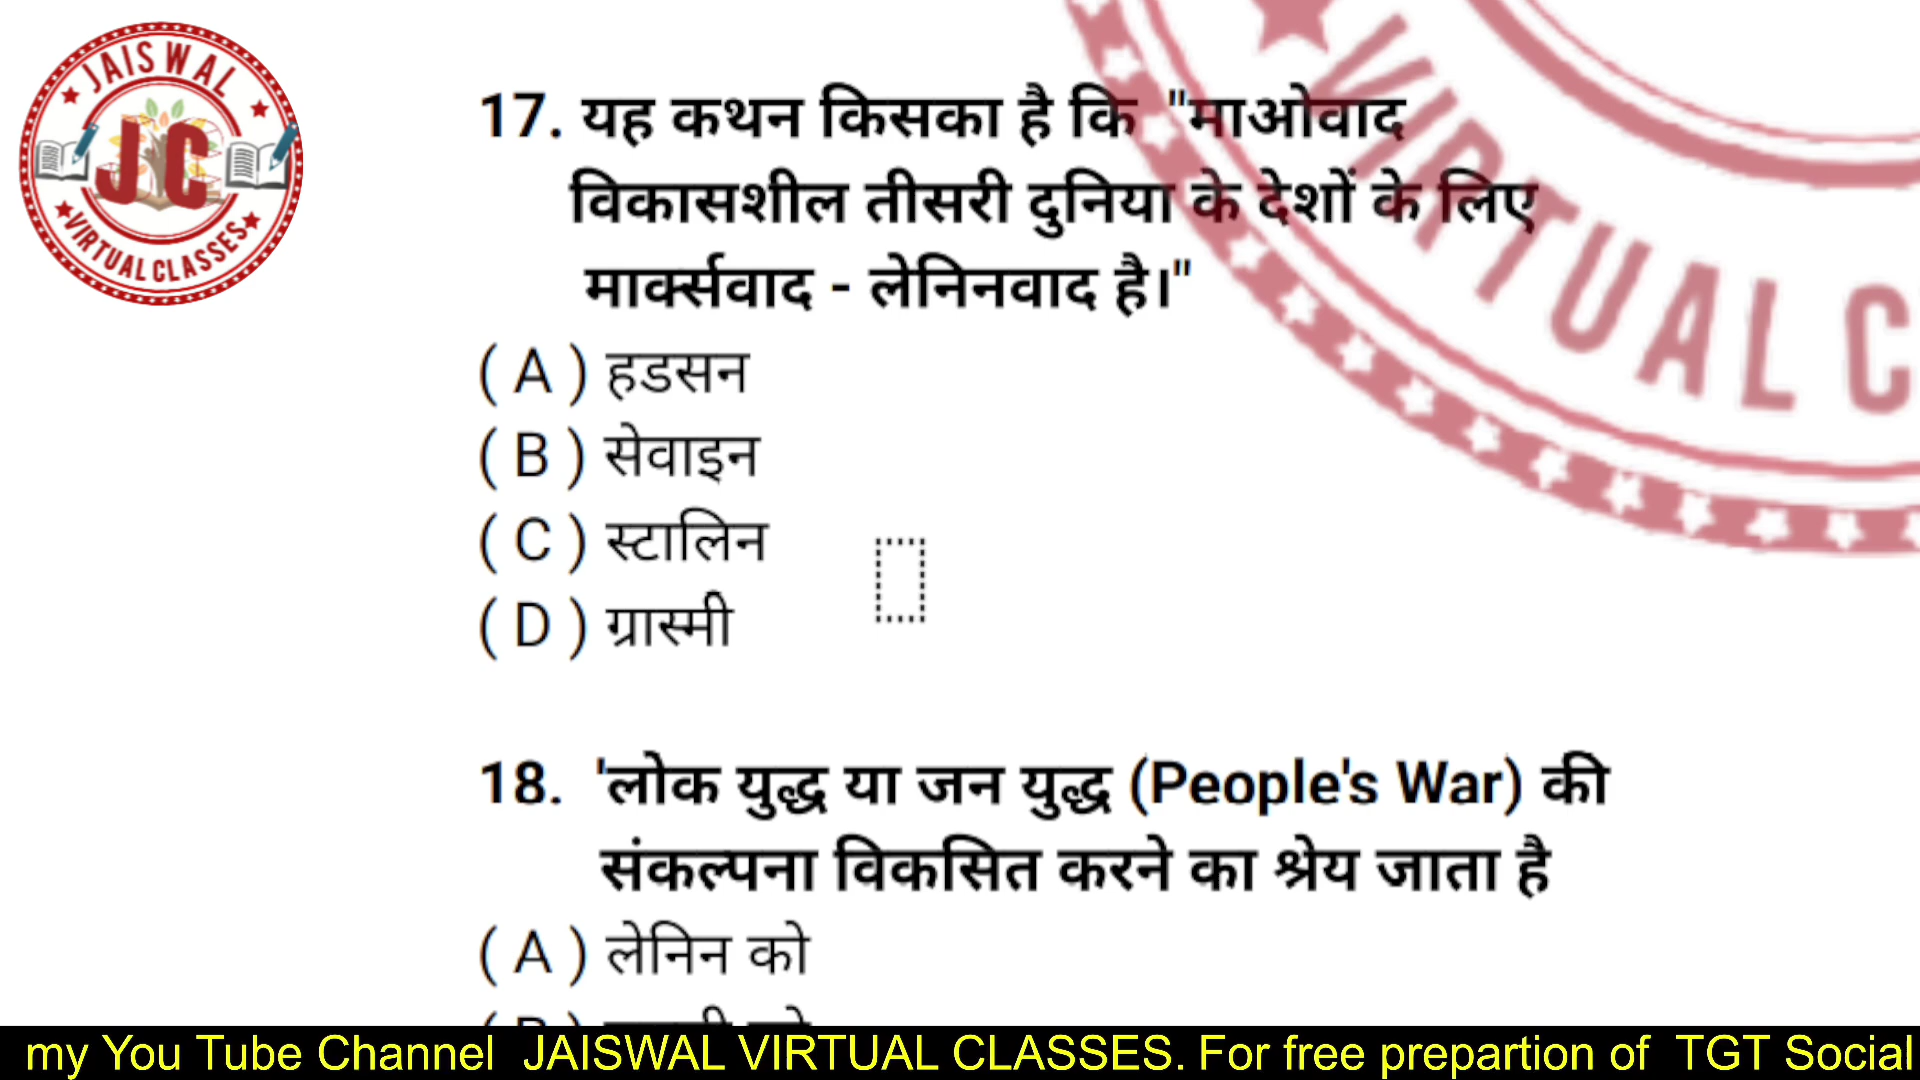 JAISWAL
JC
VIRTUAL CLASSES
VIRTUAL C
17. यह कथन किसका है कि "माओवाद
विकासशील तीसरी दुनिया के देशों के लिए
मार्क्सवाद - लेनिनवाद है।"
( A ) हडसन
( B ) सेवाइन
( C ) स्टालिन
( D ) ग्रास्मी
18. 'लोक युद्ध या जन युद्ध (People's War) की
संकल्पना विकसित करने का श्रेय जाता है
( A ) लेनिन को
my You Tube Channel JAISWAL VIRTUAL CLASSES. For free prepartion of TGT Social